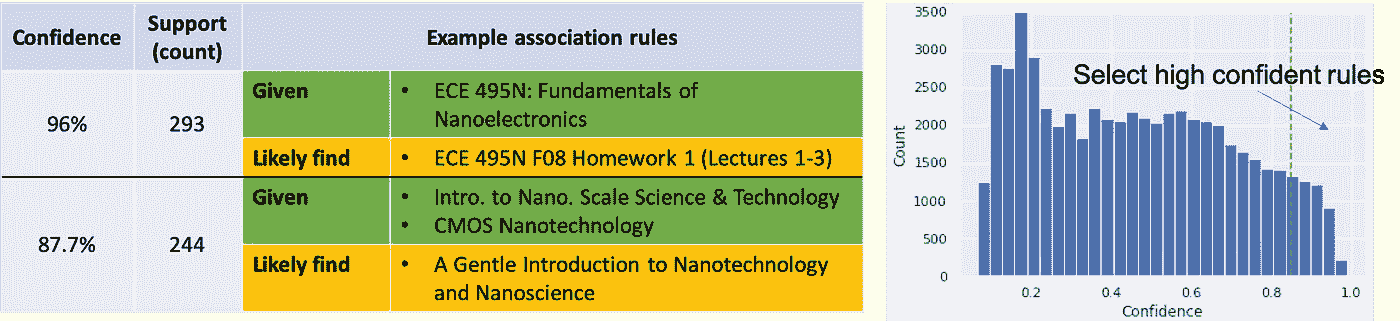 Confidence
Support
(count)
Example association rules
96%
293
Given
• ECE 495N: Fundamentals of
Nanoelectronics
Likely find
• ECE 495N F08 Homework 1 (Lectures 1-3)
87.7%
244
Given
• Intro. to Nano. Scale Science & Technology
• CMOS Nanotechnology
Likely find
• A Gentle Introduction to Nanotechnology
and Nanoscience
3500
3000
2500
2000
1500
1000
500
0
Count
Select high confident rules
0.2
0.4
0.6
0.8
1.0
Confidence